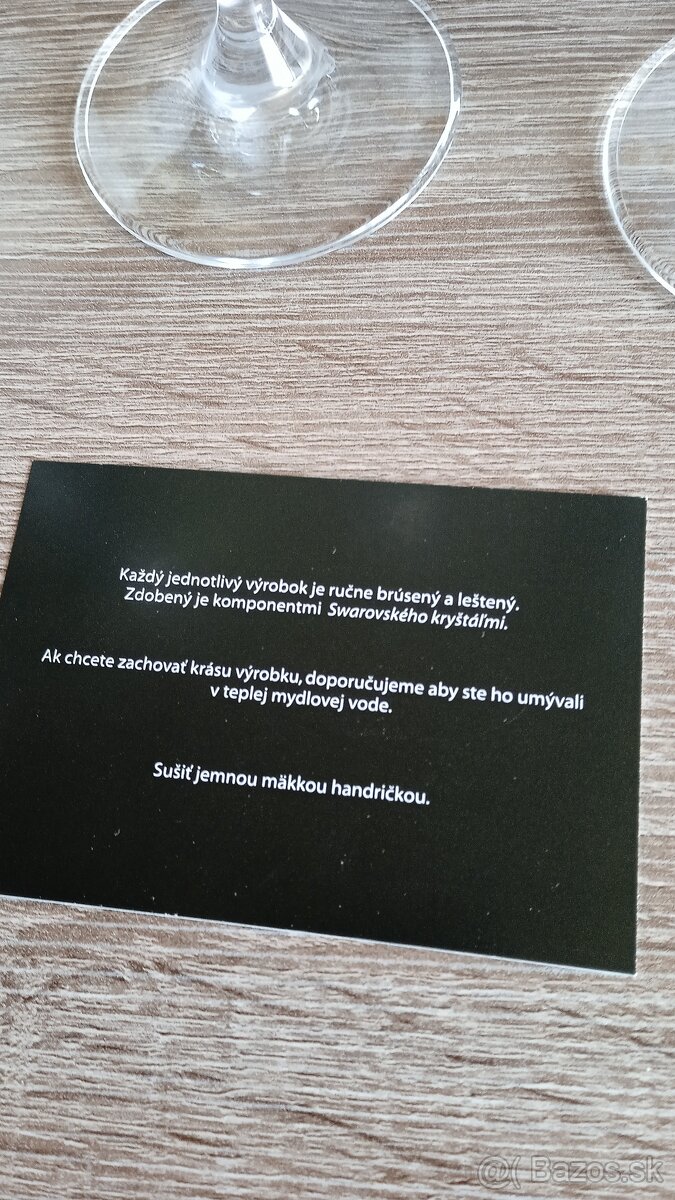 Každý jednotlivý výrobok je ručne brúsený a leštený.
Zdobený je komponentmi Swarovského kryštáľmi.
Ak chcete zachovať krásu výrobku, doporučujeme aby ste ho umývali
v teplej mydlovej vode.
Sušiť jemnou mäkkou handričkou.
@( Bazos.sk